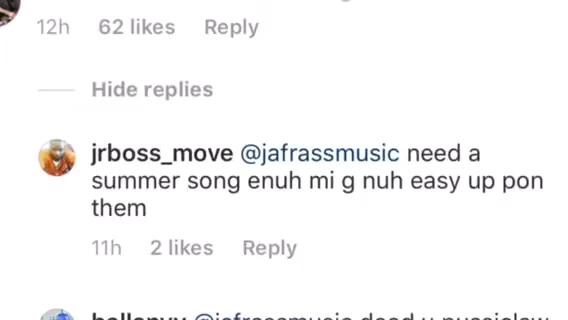 12h 62 likes Reply
Hide replies
jrboss_move @jafrassmusic need a
summer song enuh mi g nuh easy up pon
them
11h 2 likes Reply
@jafrassmusic